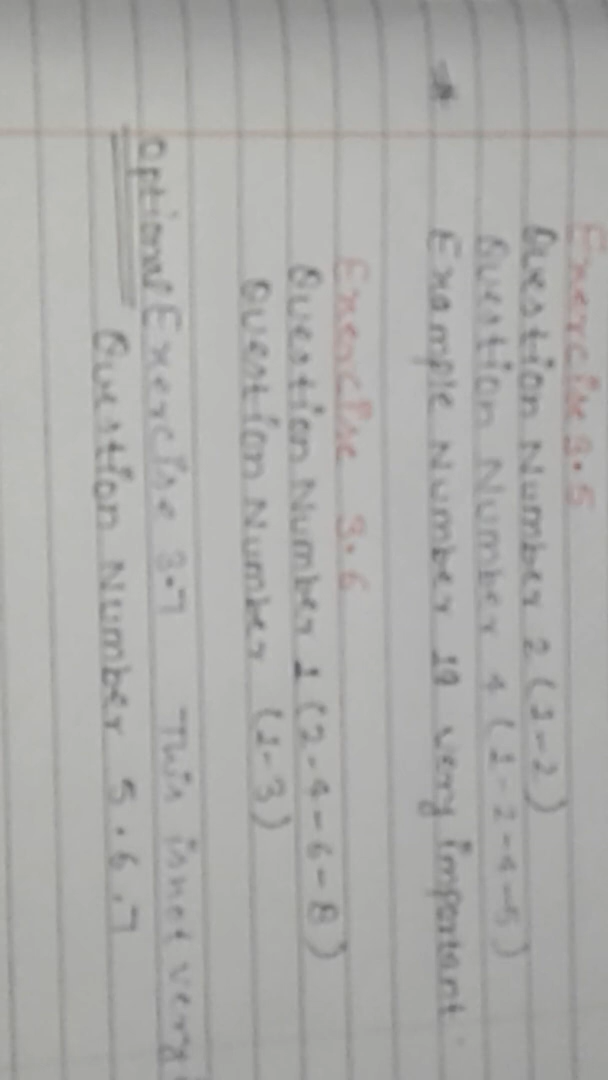 Exercise 3.5
Question Number 2 (1-2)
Question Number 4 (1-2-4-5)
Example Number 19 very important.
Exercise 3.6
Question Number 1 (2-4-6-8)
Question Number (1-3)
Optional Exercise 3.7 This is not very
Question Number 5.6.7